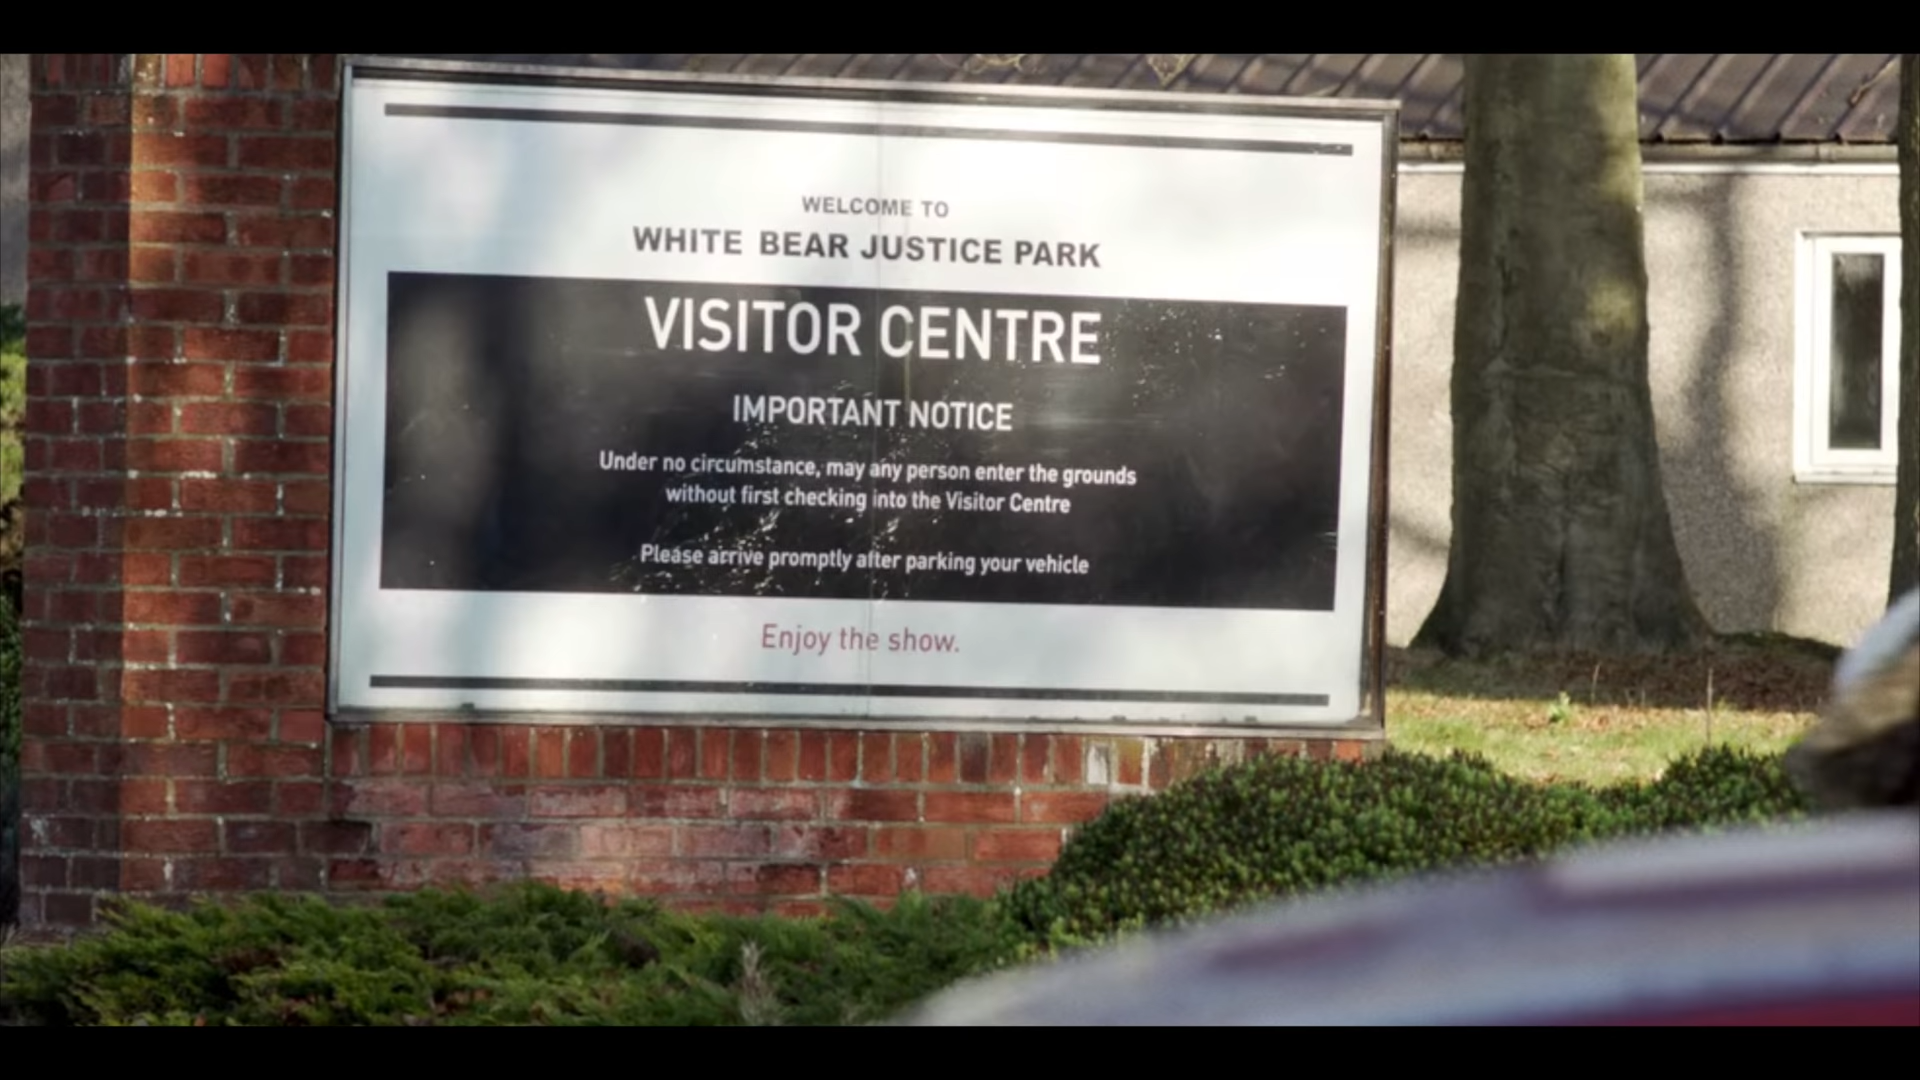 WELCOME TO
WHITE BEAR JUSTICE PARK
VISITOR CENTRE
IMPORTANT NOTICE
Under no circumstance, may any person enter the grounds
without first checking into the Visitor Centre
Please arrive promptly after parking your vehicle
Enjoy the show.